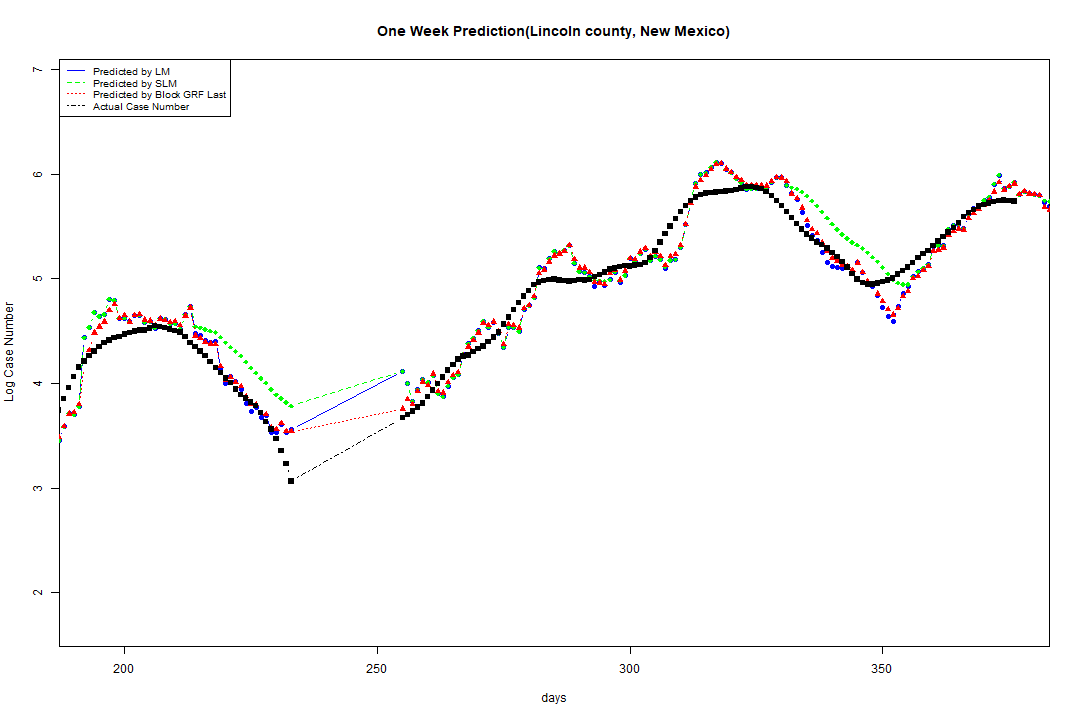 One Week Prediction(Lincoln county, New Mexico)
Predicted by LM
Predicted by SLM
Predicted by Block GRF Last
Actual Case Number
Log Case Number
7
6
5
4
3
2
200
250
300
350
days